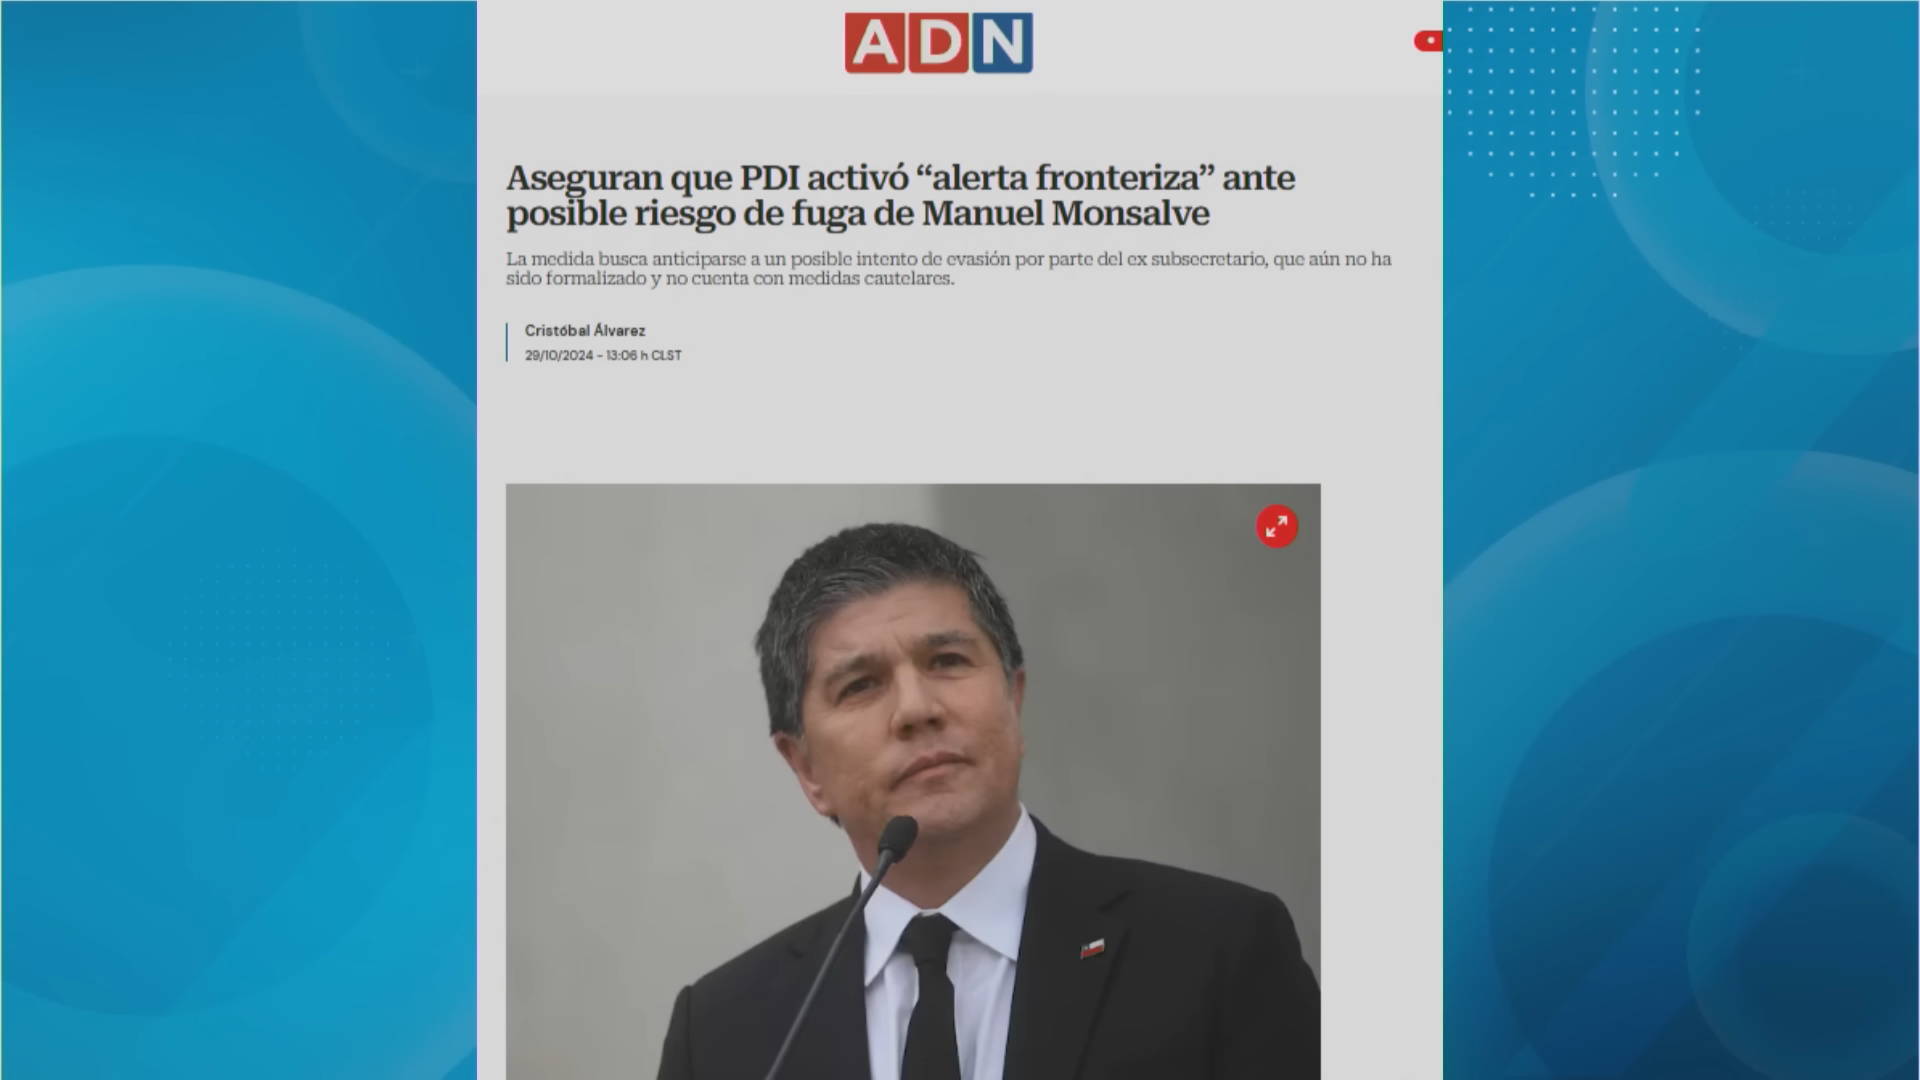 ADN
Aseguran que PDI activó “alerta fronteriza” ante
posible riesgo de fuga de Manuel Monsalve
La medida busca anticiparse a un posible intento de evasión por parte del ex subsecretario, que aún no ha
sido formalizado y no cuenta con medidas cautelares.
Cristóbal Álvarez
29/10/2024 - 13:06 h CLST